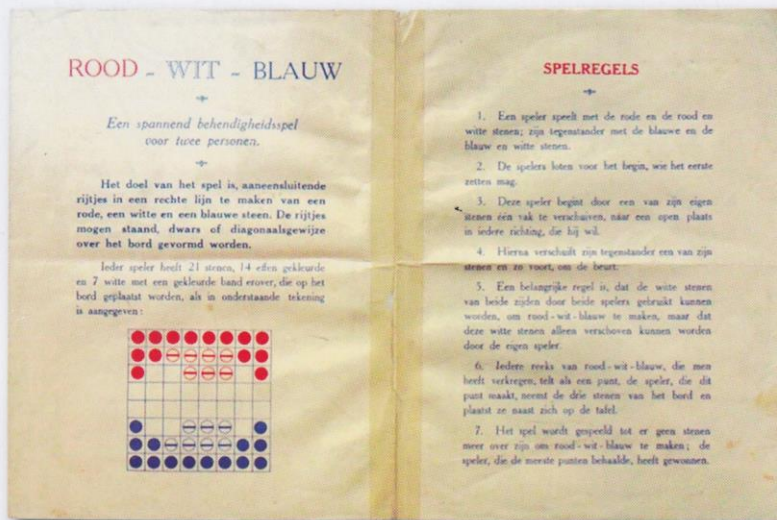 ROOD - WIT - BLAUW
Een spannend behendigheidsspel
voor twee personen.
Het doel van het spel is, aaneensluitende
rijtjes in een rechte lijn te maken van een
rode, een witte en een blauwe steen. De rijtjes
mogen staand, dwars of diagonaalsgewijze
over het bord gevormd worden.
Ieder speler heeft 21 stenen, 14 effen gekleurde
en 7 witte met een gekleurde band erover, die op het
bord geplaatst worden, als in onderstaande tekening
is aangegeven :
SPELREGELS
1. Een speler speelt met de rode en de rood en
witte stenen; zijn tegenstander met de blauwe en de
blauw en witte stenen.
2. De spelers loten voor het begin, wie het eerste
zetten mag.
3. Deze speler begint door een van zijn eigen
stenen één vak te verschuiven, naar een open plaats
in iedere richting, die hij wil.
4. Hierna verschuift zijn tegenstander een van zijn
stenen en zo voort, om de beurt.
5. Een belangrijke regel is, dat de witte stenen
van beide zijden door beide spelers gebruikt kunnen
worden, om rood - wit - blauw te maken, maar dat
deze witte stenen alleen verschoven kunnen worden
door de eigen speler.
6. Iedere reeks van rood - wit - blauw, die men
heeft verkregen, telt als een punt, de speler, die dit
punt maakt, neemt de drie stenen van het bord en
plaatst ze naast zich op de tafel.
7. Het spel wordt gespeeld tot er geen stenen
meer over zijn om rood - wit - blauw te maken ; de
speler, die de meeste punten behaalde, heeft gewonnen.